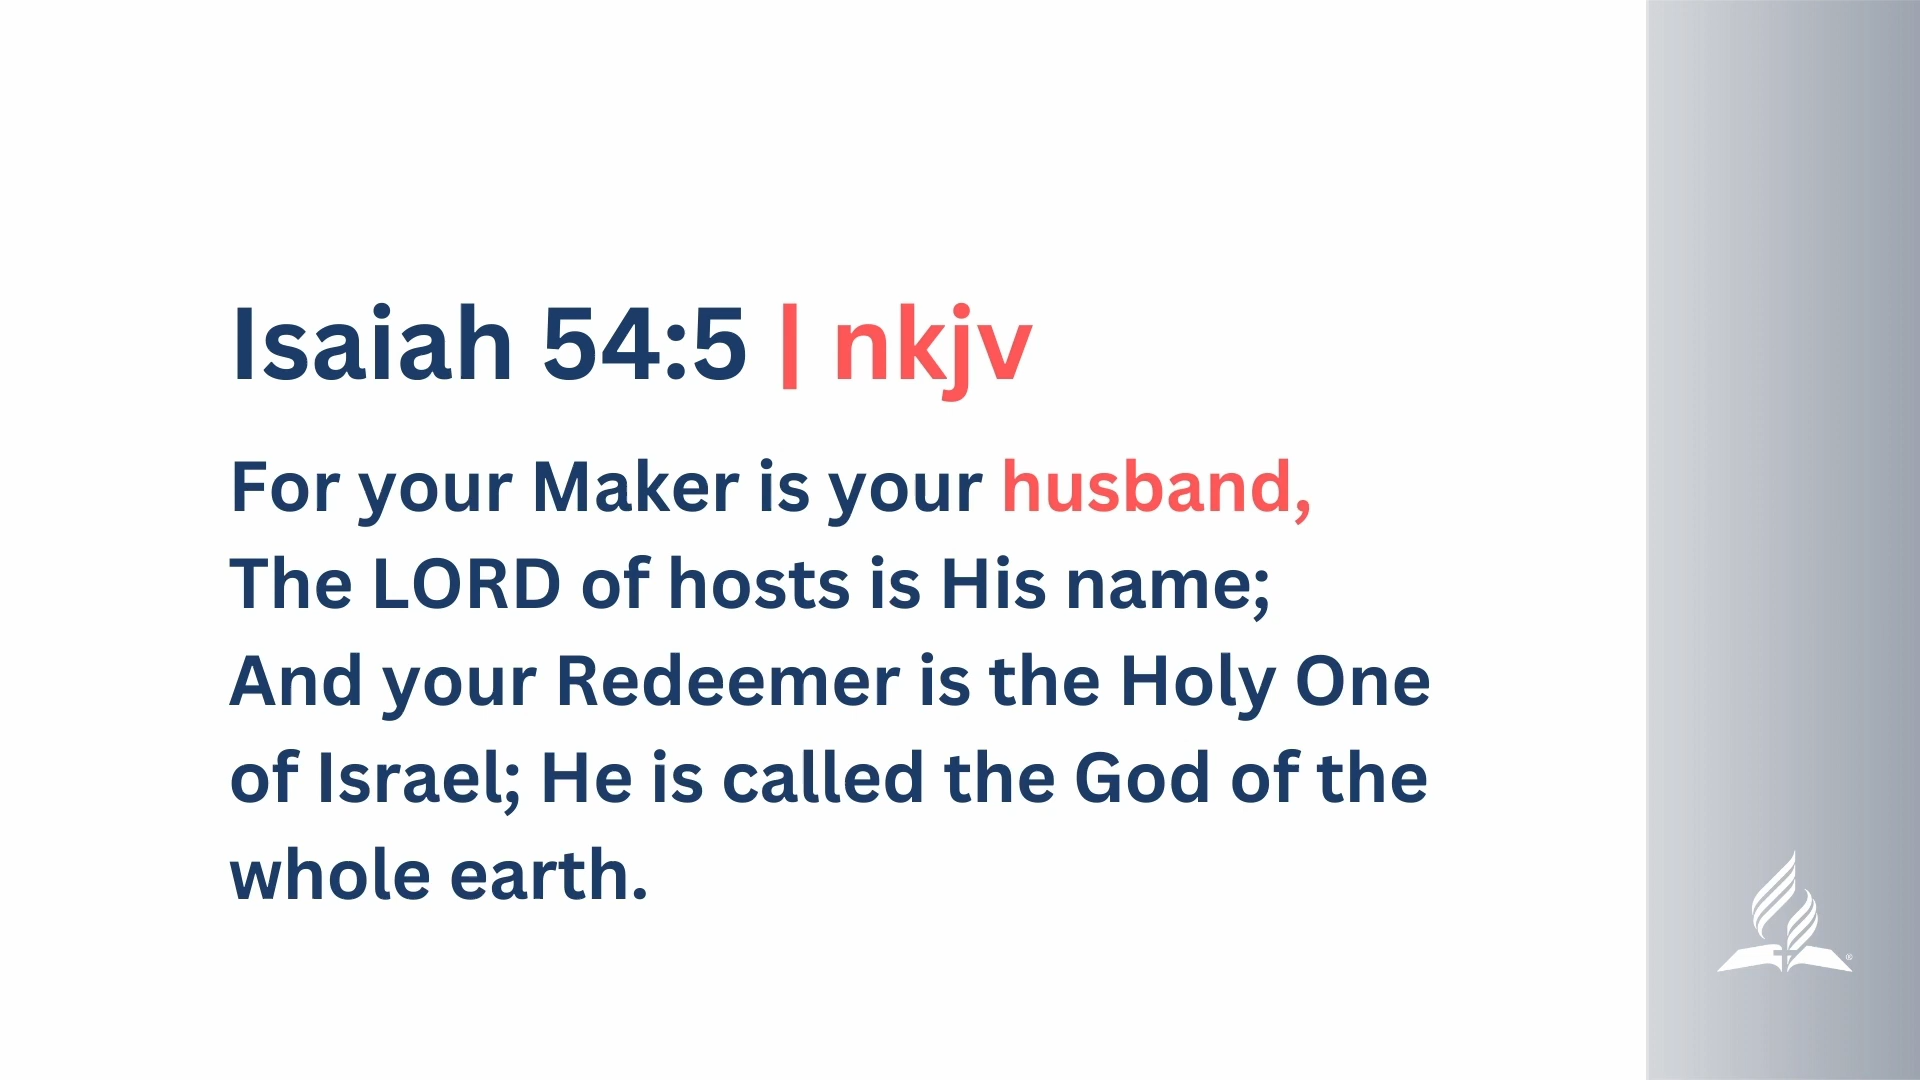 Isaiah 54:5 | nkjv
For your Maker is your husband,
The LORD of hosts is His name;
And your Redeemer is the Holy One
of Israel; He is called the God of the
whole earth.
®